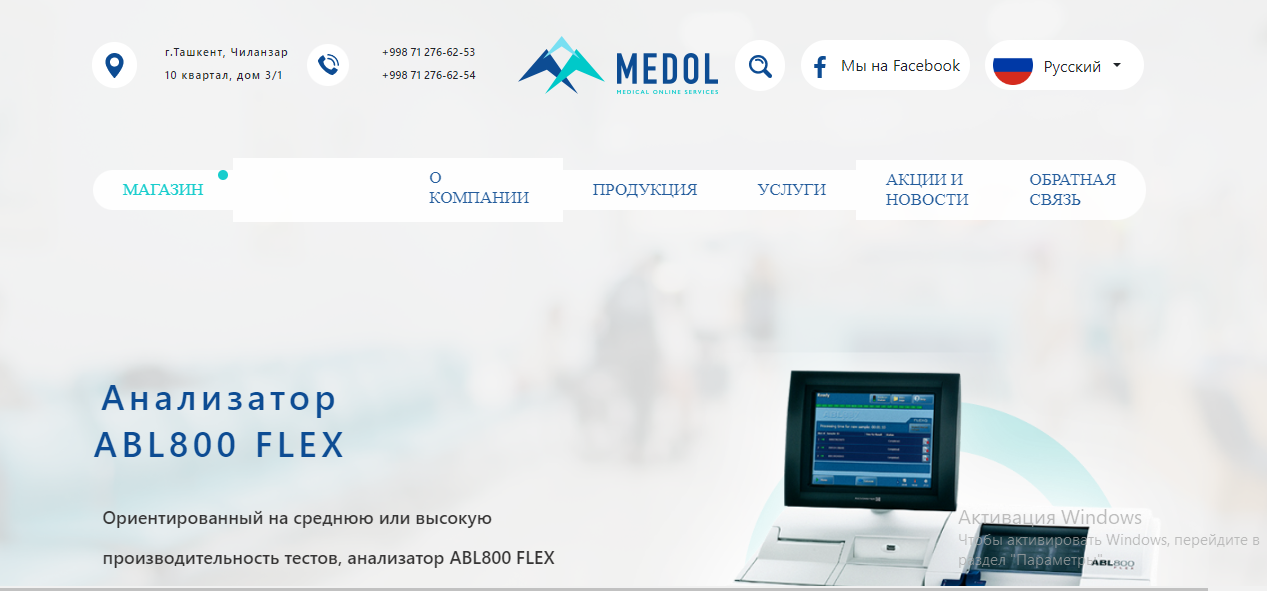 г.Ташкент, Чиланзар
10 квартал, дом 3/1
+998 71 276-62-53
+998 71 276-62-54
MEDOL
MEDICAL ONLINE SERVICES
Мы на Facebook
Русский
МАГАЗИН
О
КОМПАНИИ
ПРОДУКЦИЯ
УСЛУГИ
АКЦИИ И
НОВОСТИ
ОБРАТНАЯ
СВЯЗЬ
Анализатор
ABL800 FLEX
Ориентированный на среднюю или высокую
производительность тестов, анализатор ABL800 FLEX
Активация Windows
Чтобы активировать Windows, перейдите в
раздел "Параметры".
ABL800
FLEX